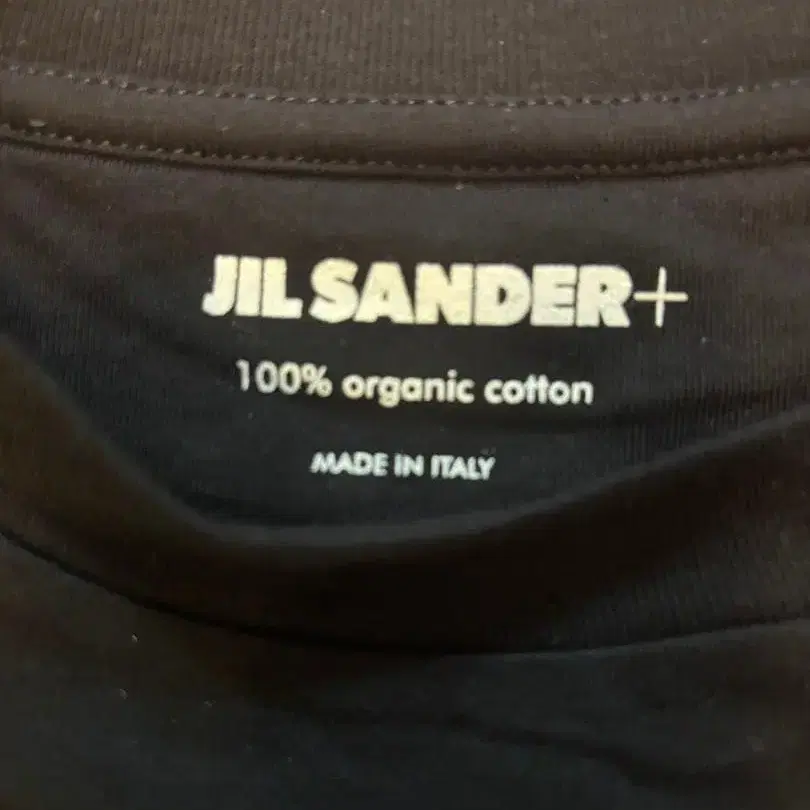 JIL SANDER+
100% organic cotton
MADE IN ITALY